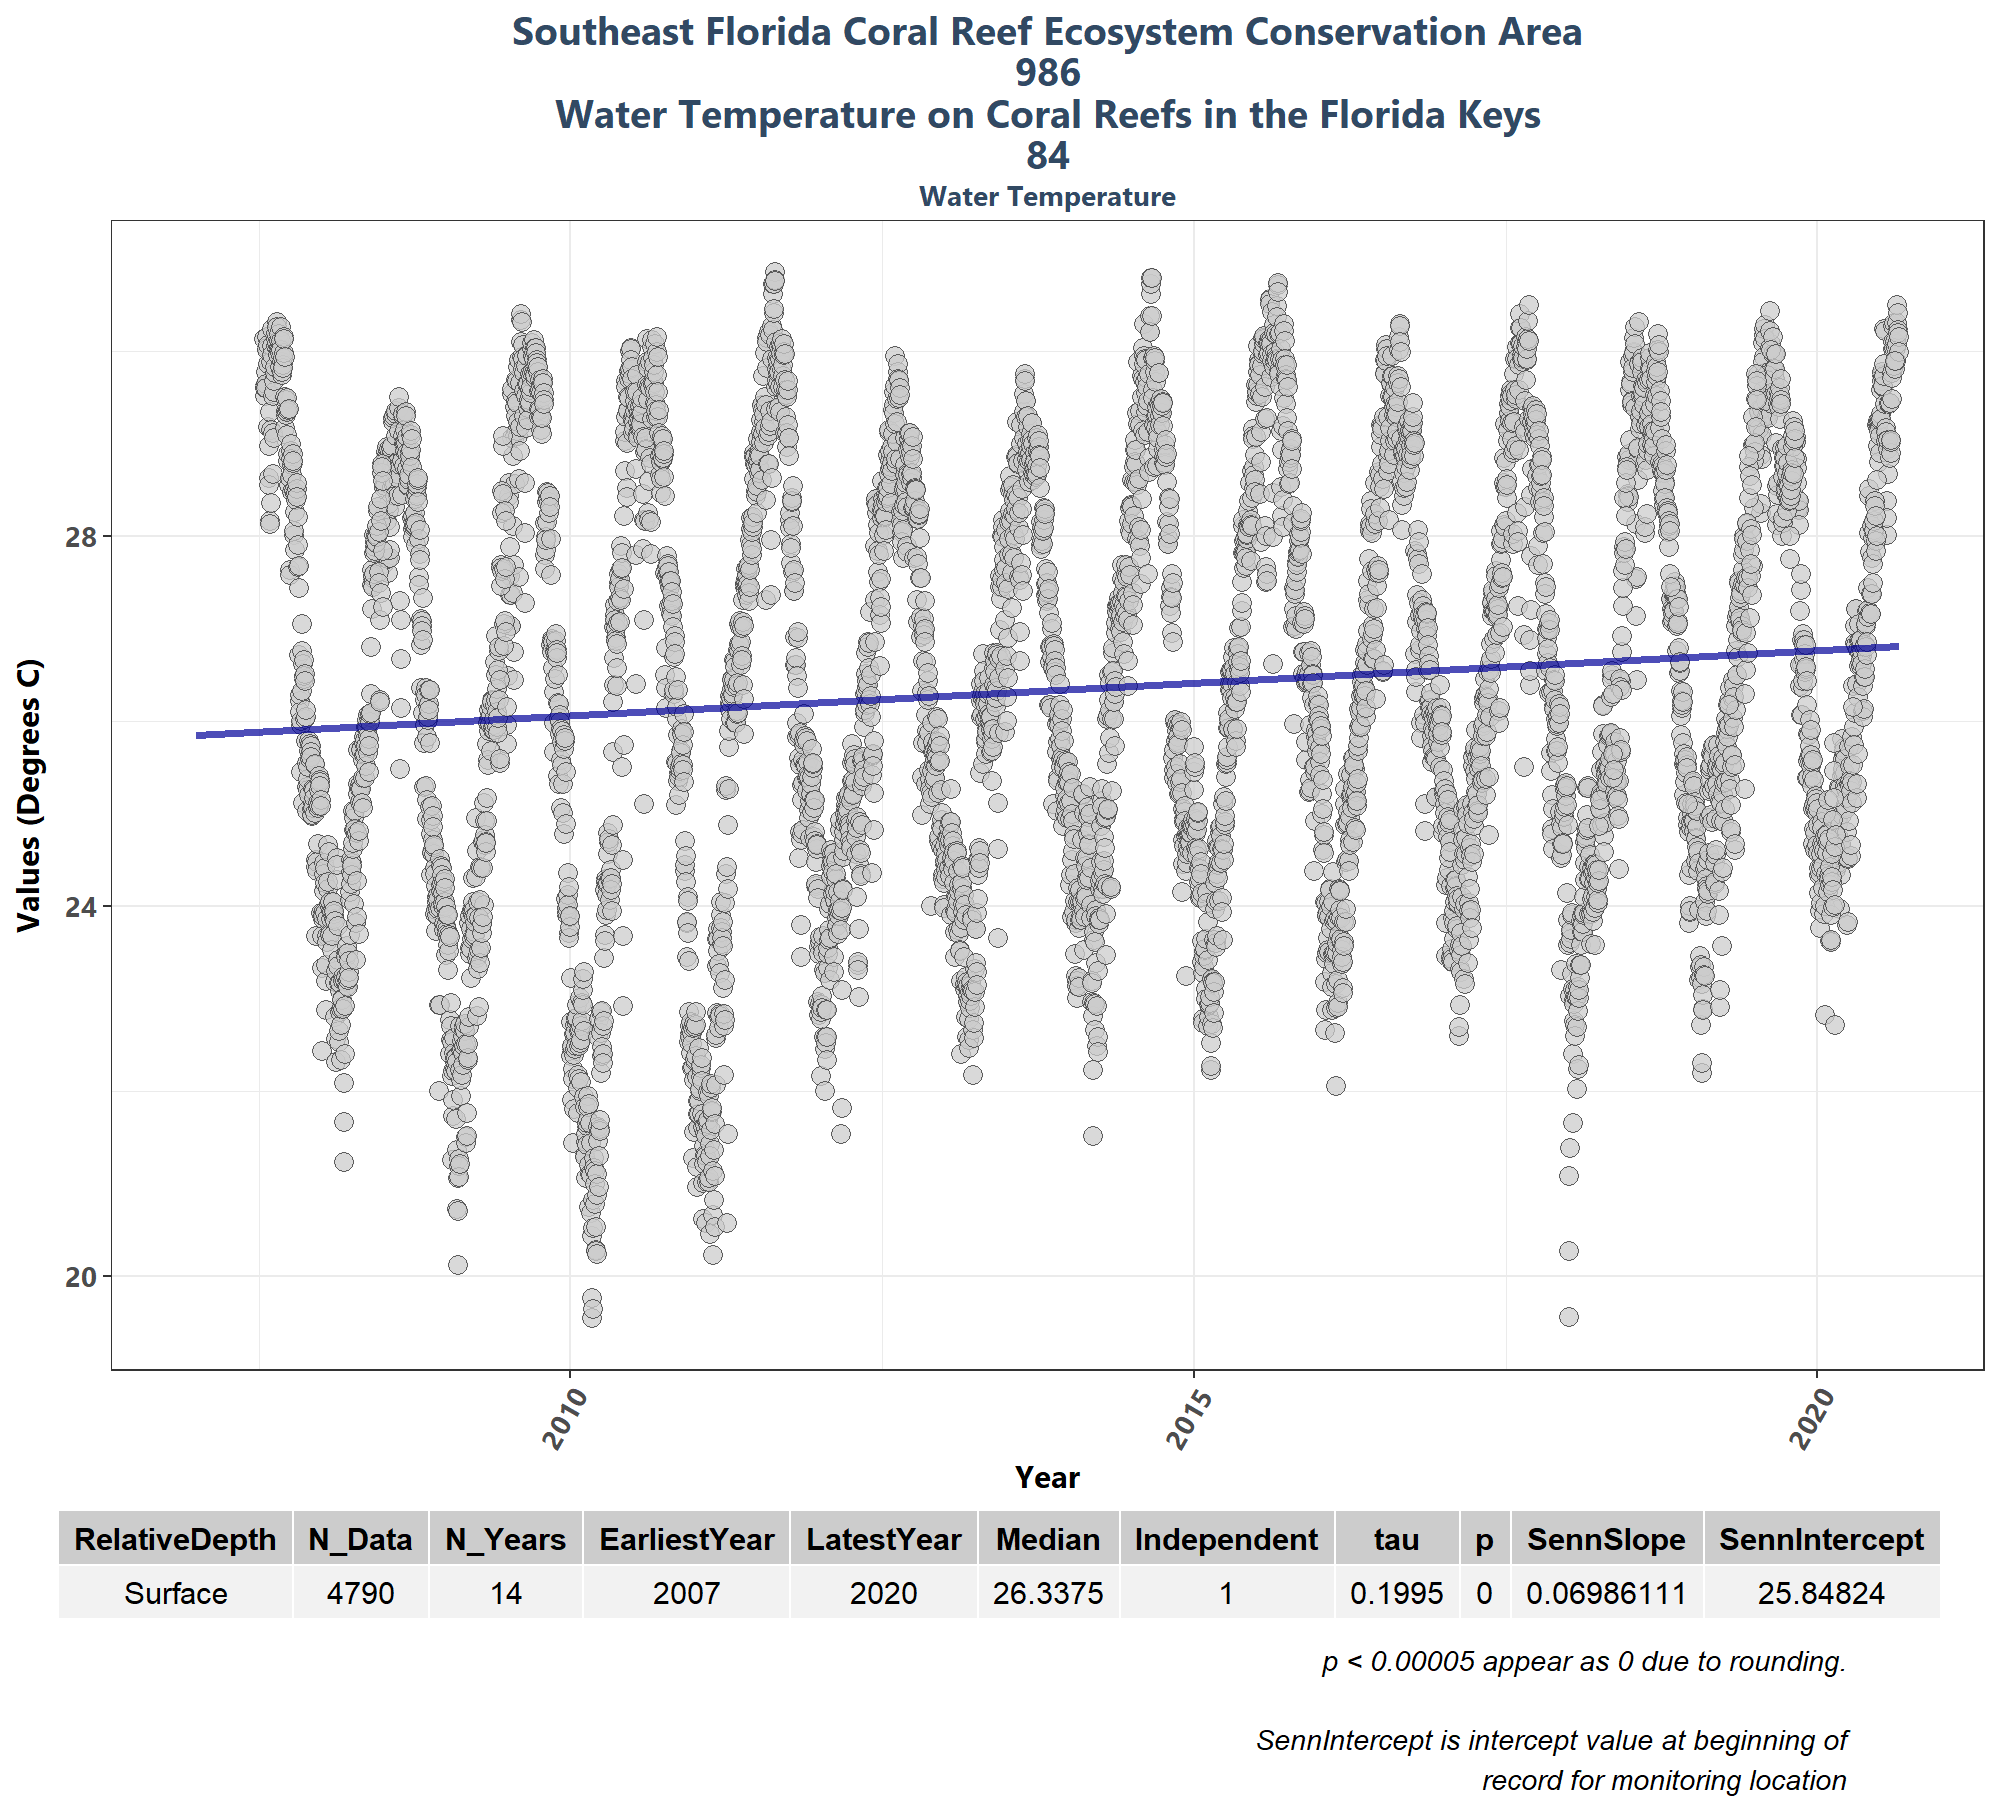 Southeast Florida Coral Reef Ecosystem Conservation Area
986
Water Temperature on Coral Reefs in the Florida Keys
84
Water Temperature
Values (Degrees C)
28
24
20
2010
2015
2020
Year
RelativeDepth N_Data N_Years EarliestYear LatestYear Median Independent tau p SennSlope SennIntercept
Surface 4790 14 2007 2020 26.3375 1 0.1995 0 0.06986111 25.84824
p < 0.00005 appear as 0 due to rounding.
SennIntercept is intercept value at beginning of
record for monitoring location